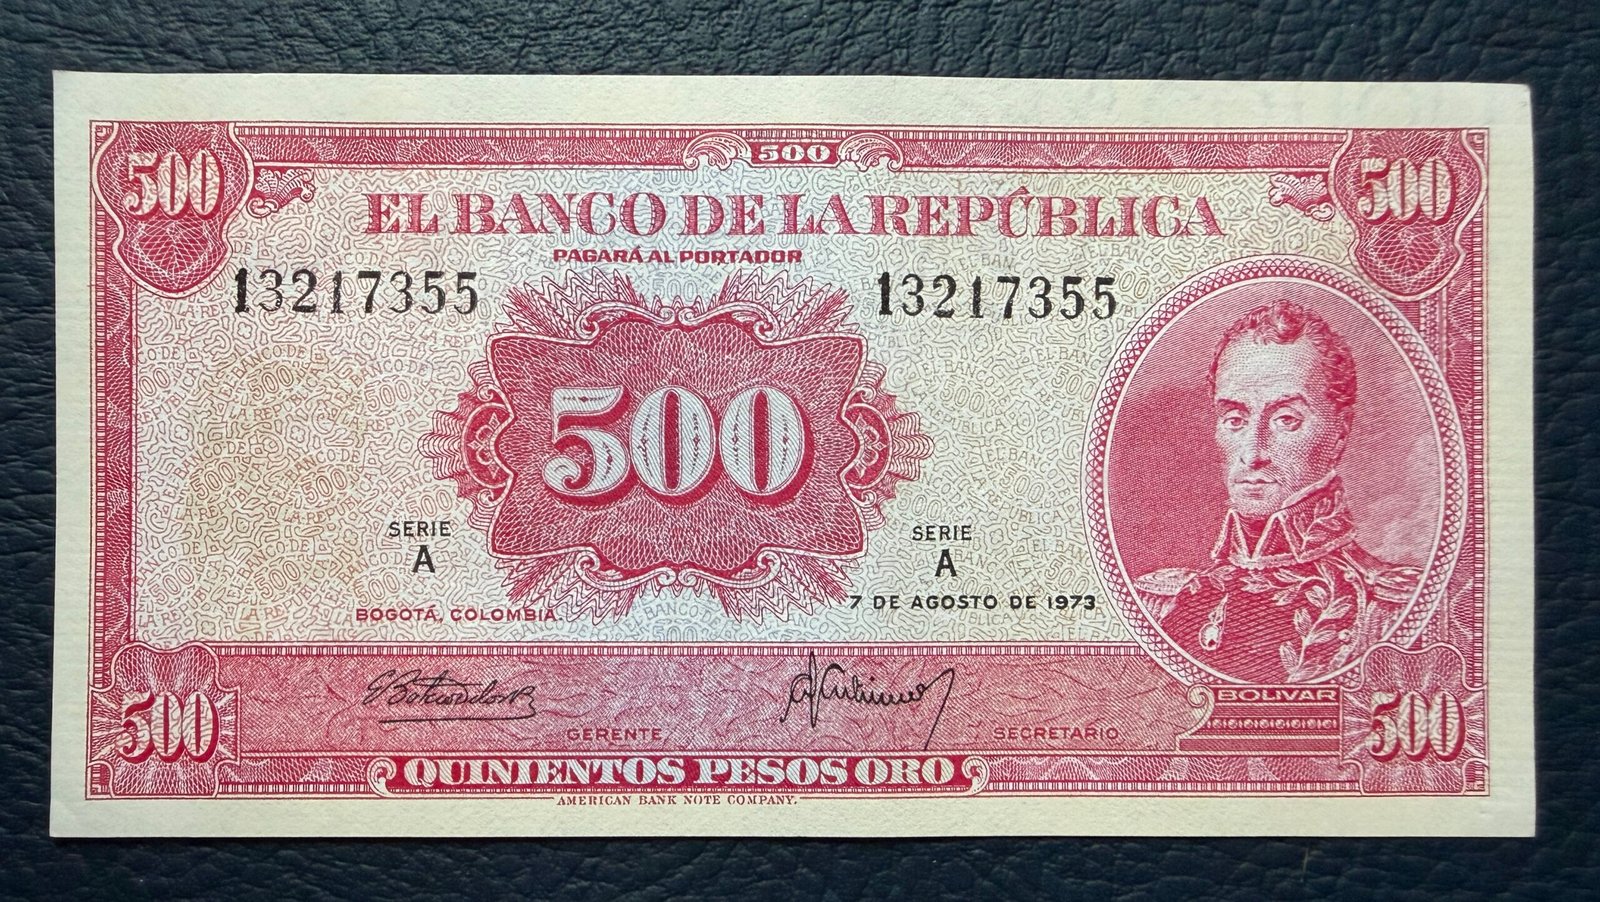 500
500 500
EL BANCO DE LA REPÚBLICA
PAGARÁ AL PORTADOR
13217355 13217355
500
SERIE SERIE
A A
7 DE AGOSTO DE 1973
BOGOTÁ, COLOMBIA.
BOLIVAR
GERENTE SECRETARIO
500 500
QUINIENTOS PESOS ORO
AMERICAN BANK NOTE COMPANY.